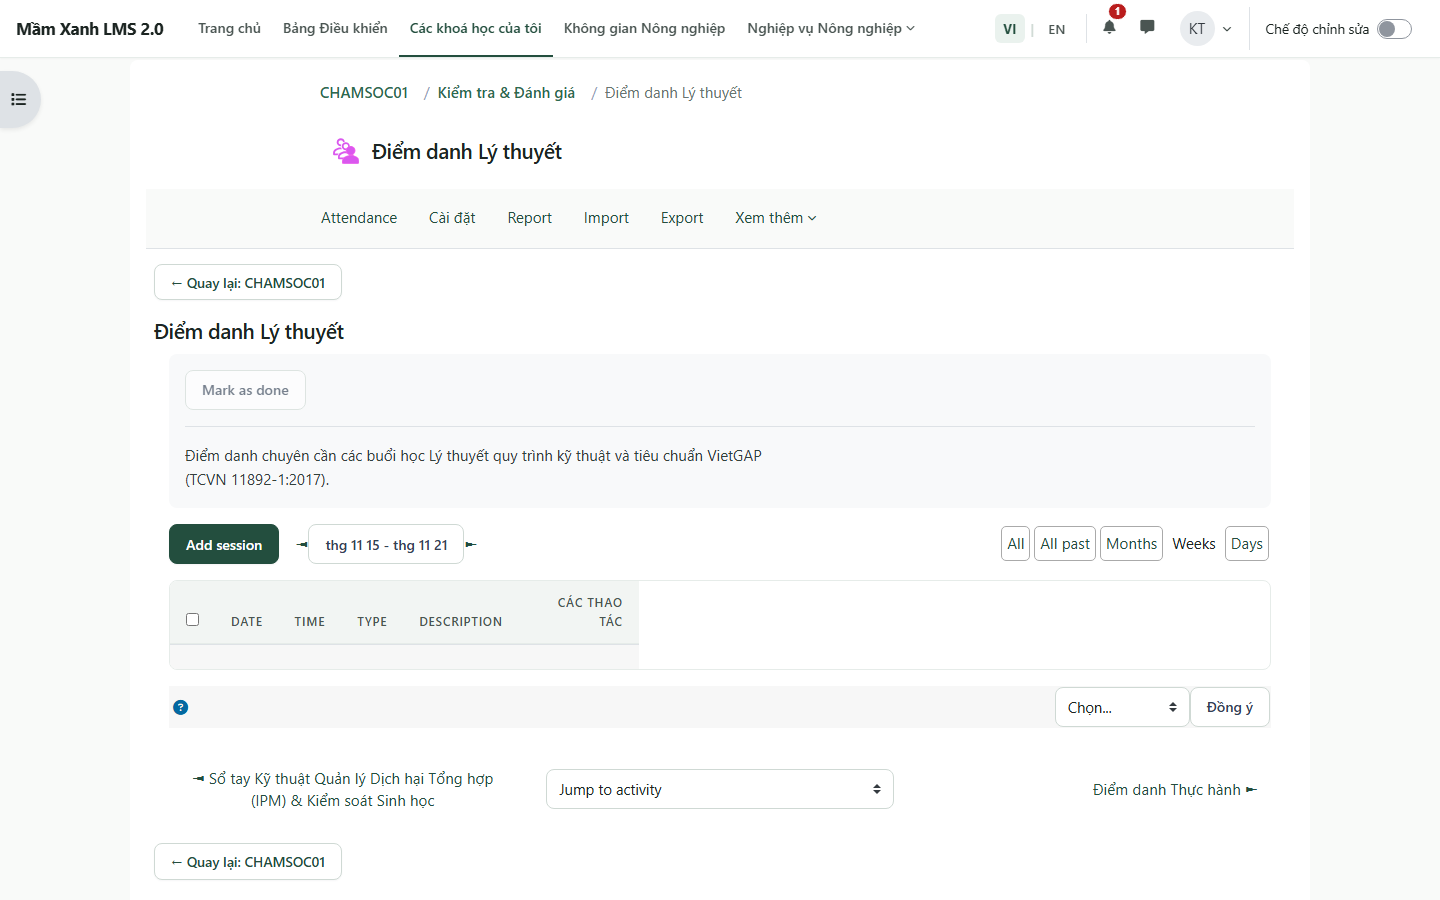 Mầm Xanh LMS 2.0
Trang chủ
Bảng Điều khiển
Các khoá học của tôi
Không gian Nông nghiệp
Nghiệp vụ Nông nghiệp
VI | EN
1
KT
Chế độ chỉnh sửa
CHAMSOC01 / Kiểm tra & Đánh giá / Điểm danh Lý thuyết
Điểm danh Lý thuyết
Attendance
Cài đặt
Report
Import
Export
Xem thêm
← Quay lại: CHAMSOC01
Điểm danh Lý thuyết
Mark as done
Điểm danh chuyên cần các buổi học Lý thuyết quy trình kỹ thuật và tiêu chuẩn VietGAP
(TCVN 11892-1:2017).
Add session
◄ thg 11 15 - thg 11 21 ►
All
All past
Months
Weeks
Days
DATE
TIME
TYPE
DESCRIPTION
CÁC THAO
TÁC
?
Chọn...
Đồng ý
◄ Sổ tay Kỹ thuật Quản lý Dịch hại Tổng hợp
(IPM) & Kiểm soát Sinh học
Jump to activity
Điểm danh Thực hành ►
← Quay lại: CHAMSOC01